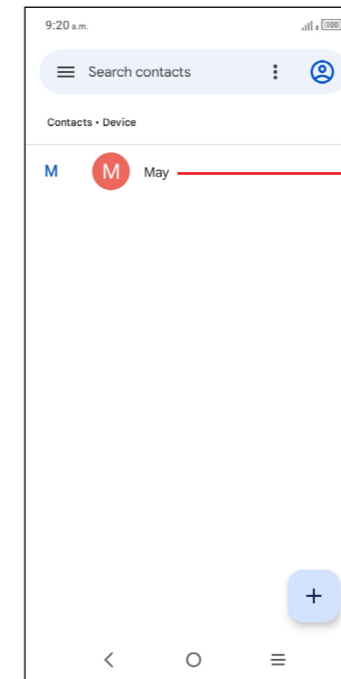 9:20 a.m.
100
Search contacts
Contacts • Device
M
M
May